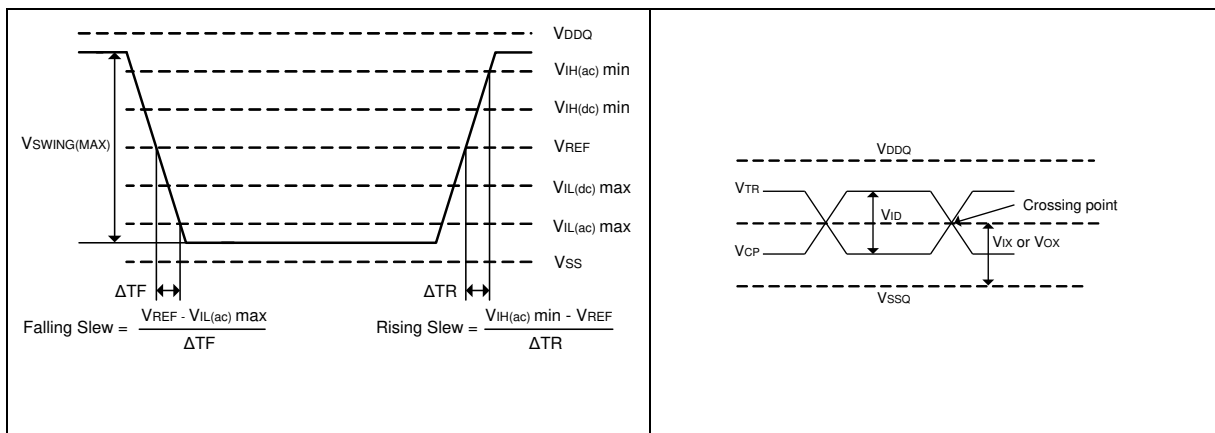 VDDQ
VIH(ac) min
VIH(dc) min
VSWING(MAX)
VREF
VIL(dc) max
VIL(ac) max
VSS
ΔTF
ΔTR
Falling Slew = VREF - VIL(ac) max
ΔTF
Rising Slew = VIH(ac) min - VREF
ΔTR
VDDQ
VTR
VID
Crossing point
VCP
VIX or VOX
VSSQ